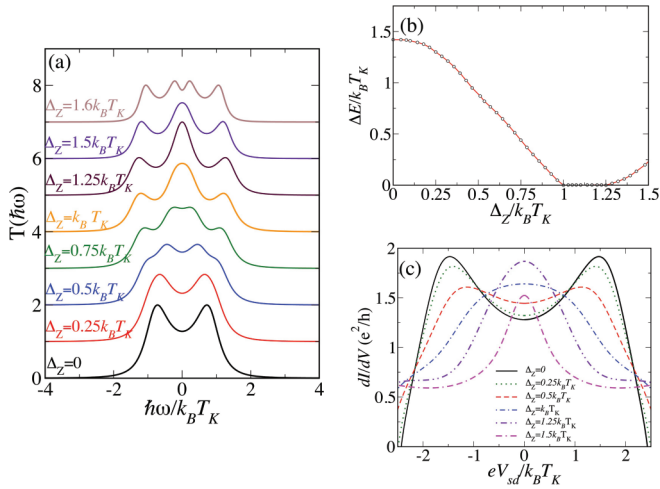 (a)
T(ħω)
8
6
4
2
0
Δ_Z=1.6k_BT_K
Δ_Z=1.5k_BT_K
Δ_Z=1.25k_BT_K
Δ_Z=k_BT_K
Δ_Z=0.75k_BT_K
Δ_Z=0.5k_BT_K
Δ_Z=0.25k_BT_K
Δ_Z=0
-4 -2 0 2 4
ħω/k_BT_K
(b)
ΔE/k_BT_K
1.5
1
0.5
0
0 0.25 0.5 0.75 1 1.25 1.5
Δ_Z/k_BT_K
(c)
dI/dV (e²/h)
2
1.5
1
0.5
0
Δ_Z=0
Δ_Z=0.25k_BT_K
Δ_Z=0.5k_BT_K
Δ_Z=k_BT_K
Δ_Z=1.25k_BT_K
Δ_Z=1.5k_BT_K
-2 -1 0 1 2
eV_sd/k_BT_K